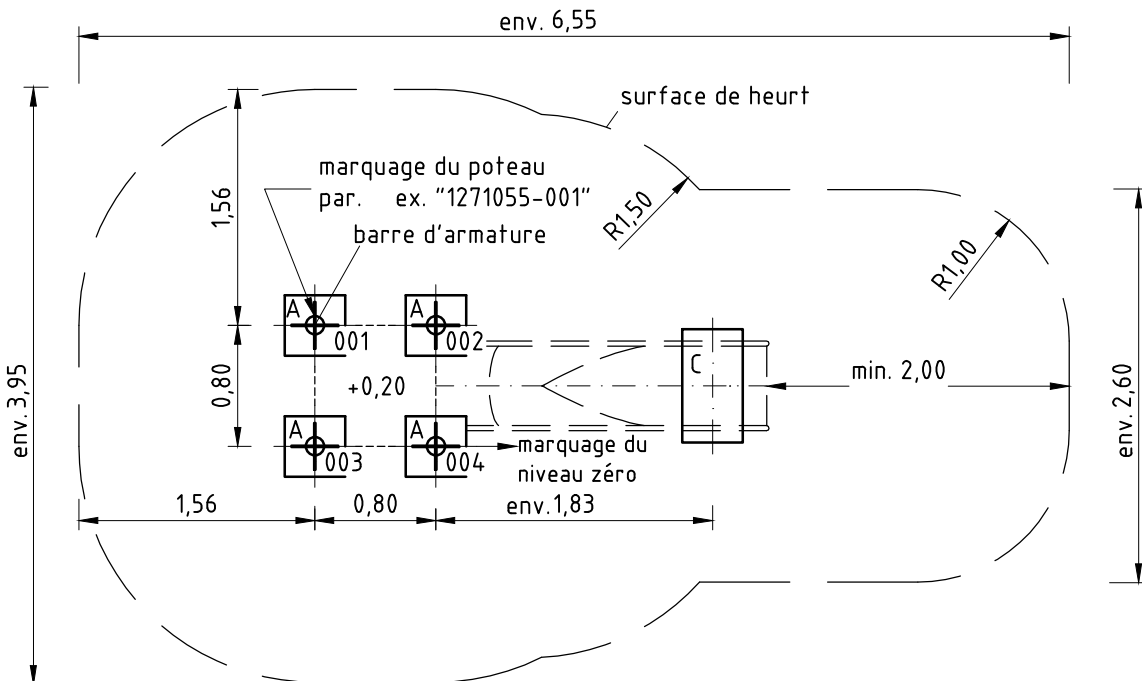 env. 6,55
surface de heurt
marquage du poteau
par. ex. "1271055-001"
barre d'armature
1,56
R1,50
R1,00
A
A
001
002
C
env. 3,95
0,80
+0,20
min. 2,00
env. 2,60
A
A
003
004
marquage du
niveau zéro
1,56
0,80
env.1,83